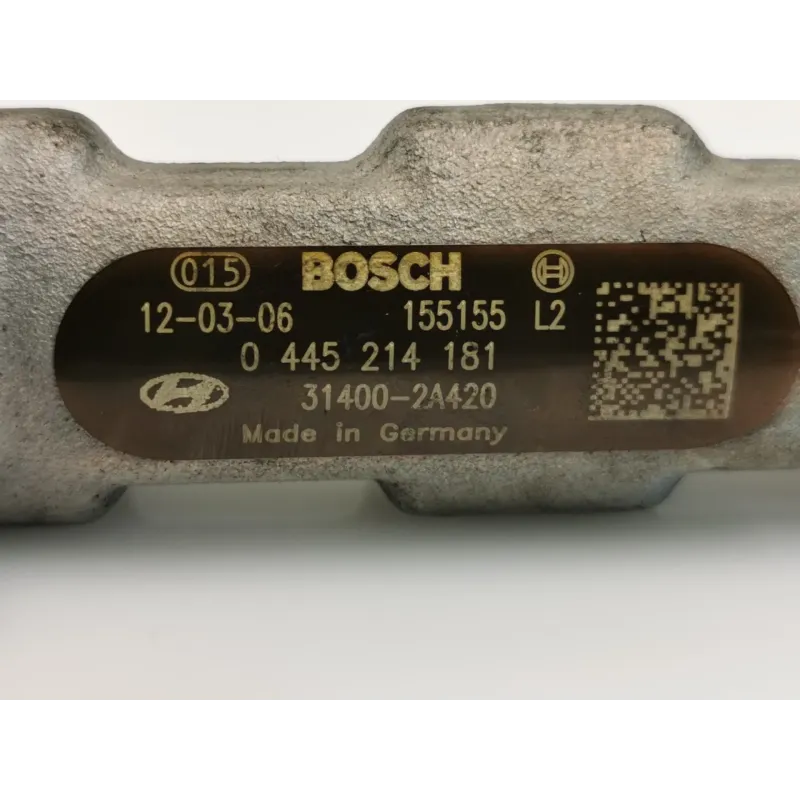 015 BOSCH
12-03-06 155155 L2
0 445 214 181
31400-2A420
Made in Germany